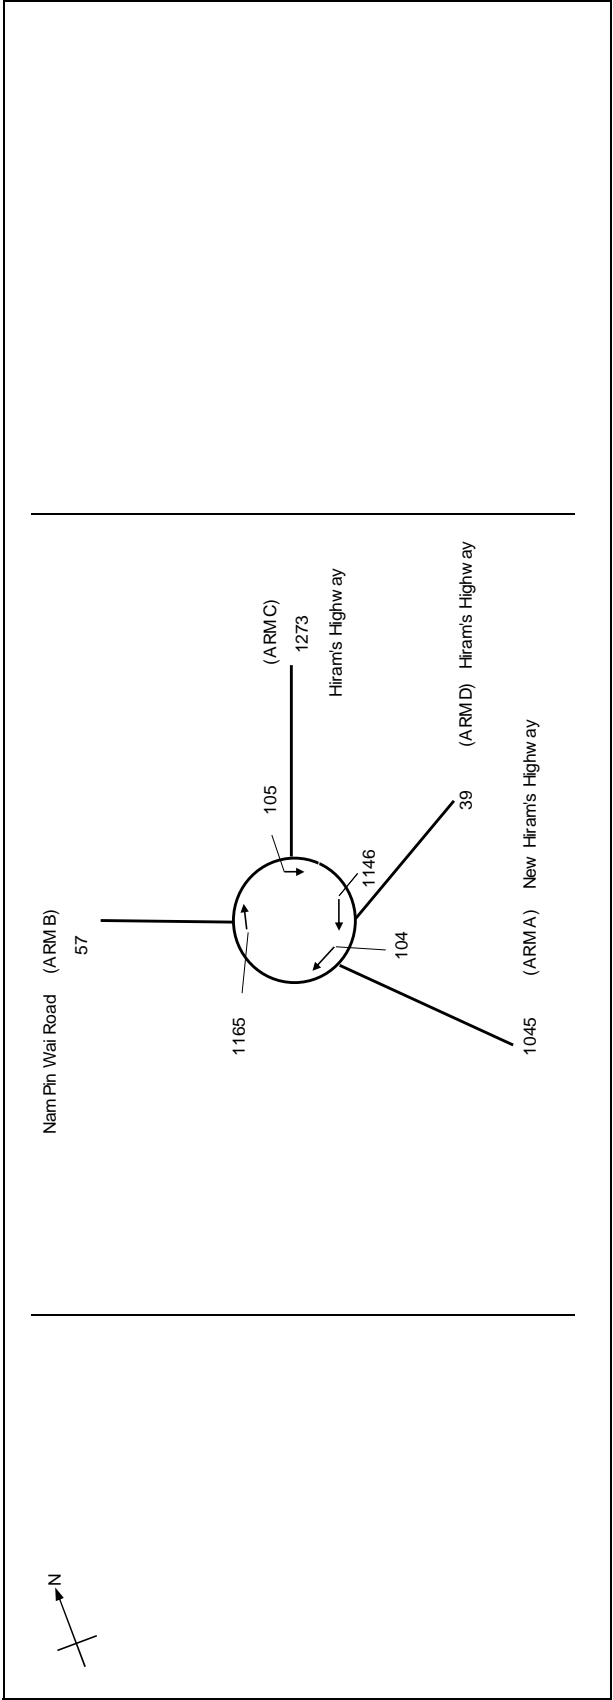 N
Nam Pin Wai Road (ARM B)
57
1165
105
(ARM C)
1273
Hiram's Highway
1146
104
39 (ARM D) Hiram's Highway
1045 (ARM A) New Hiram's Highway